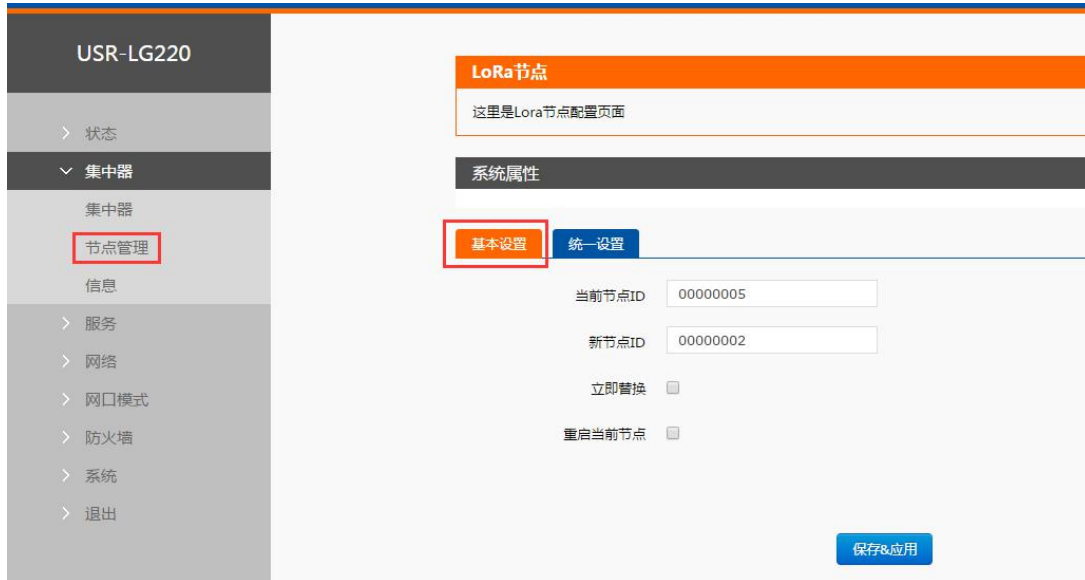 USR-LG220
状态
集中器
集中器
节点管理
信息
服务
网络
网口模式
防火墙
系统
退出
LoRa节点
这里是Lora节点配置页面
系统属性
基本设置 统一设置
当前节点ID 00000005
新节点ID 00000002
立即替换
重启当前节点
保存&应用